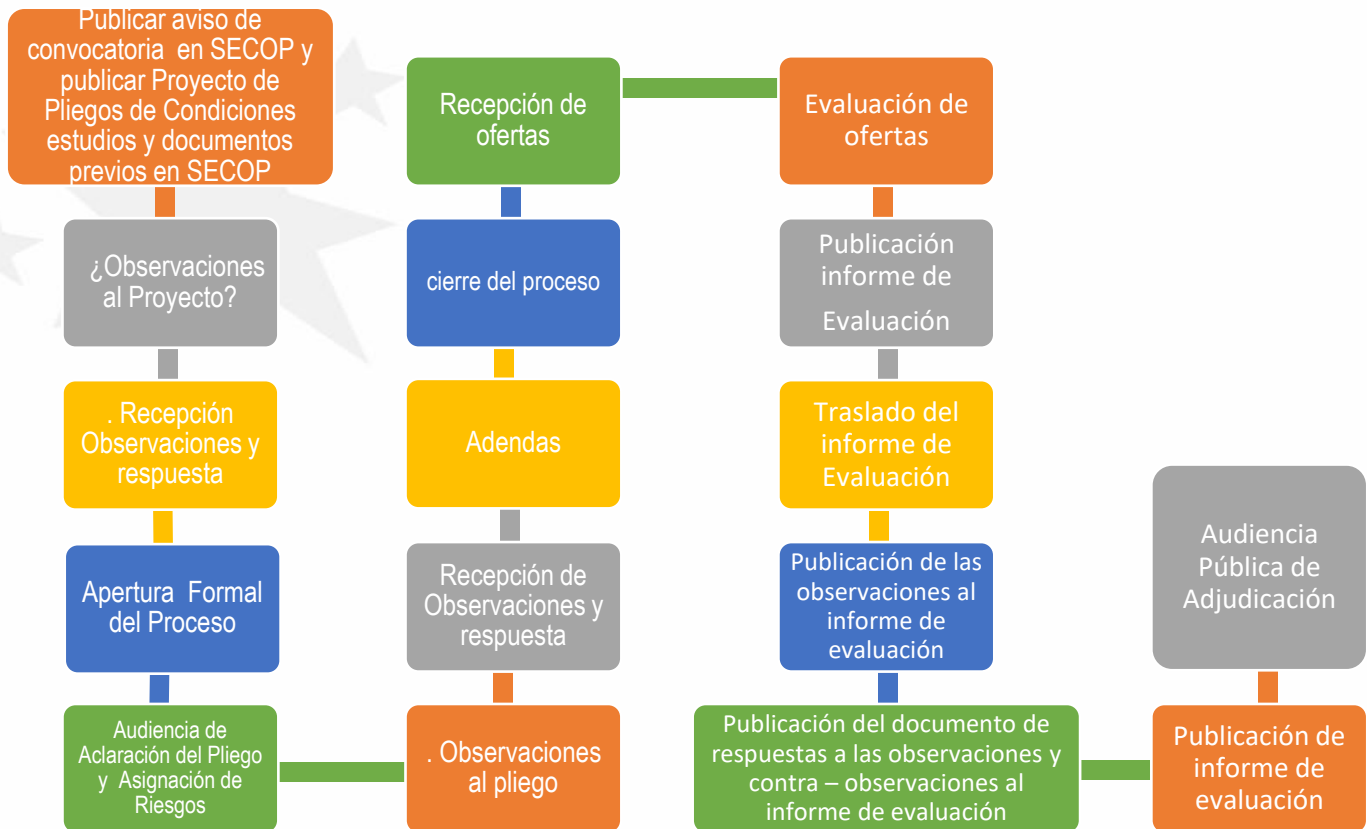 Publicar aviso de
convocatoria en SECOP y
publicar Proyecto de
Pliegos de Condiciones
estudios y documentos
previos en SECOP
¿Observaciones
al Proyecto?
. Recepción
Observaciones y
respuesta
Apertura Formal
del Proceso
Audiencia de
Aclaración del Pliego
y Asignación de
Riesgos
. Observaciones
al pliego
Recepción de
Observaciones y
respuesta
Adendas
cierre del proceso
Recepción de
ofertas
Evaluación de
ofertas
Publicación
informe de
Evaluación
Traslado del
informe de
Evaluación
Publicación de las
observaciones al
informe de
evaluación
Publicación del documento de
respuestas a las observaciones y
contra – observaciones al
informe de evaluación
Publicación de
informe de
evaluación
Audiencia
Pública de
Adjudicación